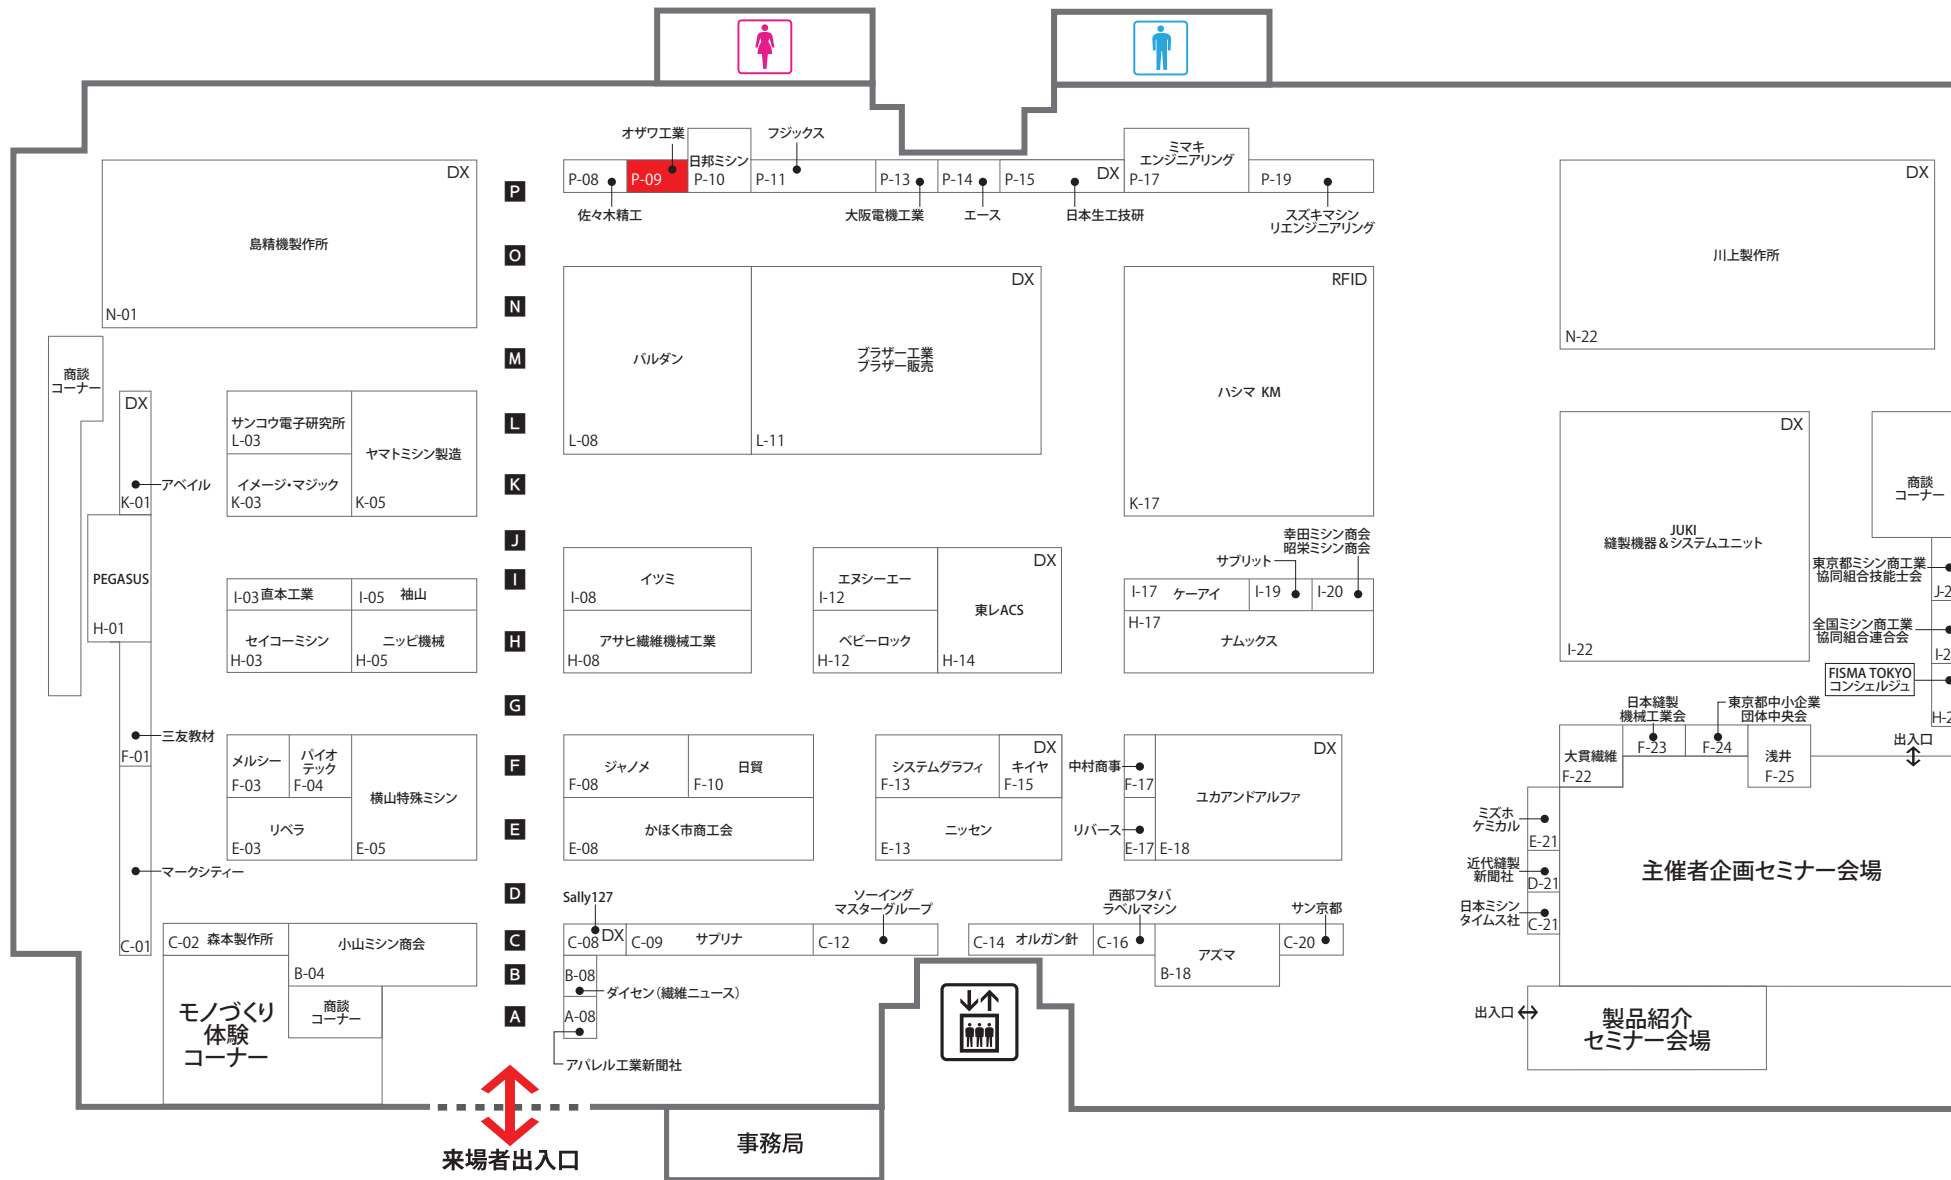 オザワ工業
フジックス
日邦ミシン
ミマキ
エンジニアリング
P
P-08
P-09
P-10
P-11
P-13
P-14
P-15
DX
P-17
P-19
佐々木精工
大阪電機工業
エース
日本生工技研
スズキマシン
リエンジニアリング
DX
島精機製作所
N-01
O
N
M
L
K
J
I
H
G
F
E
D
C
B
A
バルダン
L-08
DX
ブラザー工業
ブラザー販売
L-11
RFID
ハシマ KM
K-17
DX
川上製作所
N-22
商談
コーナー
DX
アベイル
K-01
サンコウ電子研究所
L-03
イメージ・マジック
K-03
ヤマトミシン製造
K-05
DX
JUKI
縫製機器&システムユニット
I-22
商談
コーナー
PEGASUS
H-01
I-03 直本工業
I-05 袖山
セイコーミシン
H-03
ニッピ機械
H-05
イツミ
I-08
アサヒ繊維機械工業
H-08
エヌシーエー
I-12
ベビーロック
H-12
DX
東レACS
H-14
幸田ミシン商会
昭栄ミシン商会
サブリット
I-17 ケーアイ
I-19
I-20
H-17
ナムックス
東京都ミシン商工業
協同組合技能士会
J-2
全国ミシン商工業
協同組合連合会
I-2
FISMA TOKYO
コンシェルジュ
H-2
三友教材
F-01
メルシー
F-03
パイオ
テック
F-04
横山特殊ミシン
E-05
リベラ
E-03
ジャノメ
F-08
日貿
F-10
かほく市商工会
E-08
システムグラフィ
F-13
DX
キイヤ
F-15
ニッセン
E-13
中村商事
F-17
リバース
E-17
DX
ユカアンドアルファ
E-18
日本縫製
機械工業会
F-23
東京都中小企業
団体中央会
F-24
大貫繊維
F-22
浅井
F-25
出入口
ミズホ
ケミカル
E-21
近代縫製
新聞社
D-21
日本ミシン
タイムス社
C-21
主催者企画セミナー会場
マークシティー
C-01
C-02 森本製作所
小山ミシン商会
B-04
Sally127
C-08
DX
C-09 サブリナ
ソーイング
マスターグループ
C-12
C-14 オルガン針
西部フタバ
ラベルマシン
C-16
アズマ
B-18
サン京都
C-20
B-08
ダイセン(繊維ニュース)
A-08
アパレル工業新聞社
モノづくり
体験
コーナー
商談
コーナー
出入口
製品紹介
セミナー会場
来場者出入口
事務局